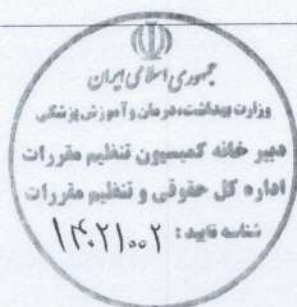 جمهوری اسلامی ایران
وزارت بهداشت، درمان و آموزش پزشکی
دبیر خانه کمیسیون تنظیم مقررات
اداره کل حقوقی و تنظیم مقررات
شناسه تایید : ۱۴۰۲۱۰۰۲